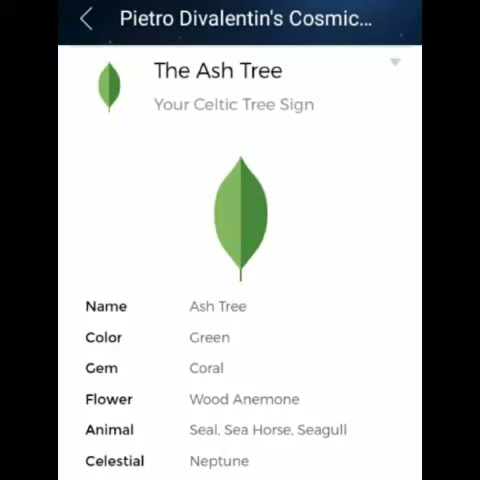 Pietro Divalentin's Cosmic...
The Ash Tree
Your Celtic Tree Sign
Name Ash Tree
Color Green
Gem Coral
Flower Wood Anemone
Animal Seal, Sea Horse, Seagull
Celestial Neptune